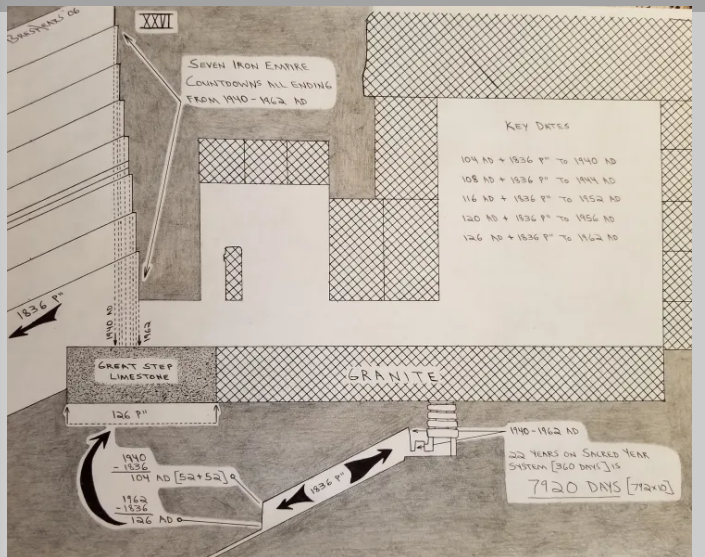 BRESHEARS '06
XXVI
SEVEN IRON EMPIRE
COUNTDOWNS ALL ENDING
FROM 1940-1962 AD
KEY DATES
104 AD + 1836 P" TO 1940 AD
108 AD + 1836 P" TO 1944 AD
116 AD + 1836 P" TO 1952 AD
120 AD + 1836 P" TO 1956 AD
126 AD + 1836 P" TO 1962 AD
1836 P"
1940 AD
1962
GREAT STEP
LIMESTONE
GRANITE
126 P"
1940
-1836
104 AD [52+52]
1962
-1836
126 AD
1836 P"
1940-1962 AD
22 YEARS ON SACRED YEAR
SYSTEM [360 DAYS] IS
7920 DAYS [792x10]